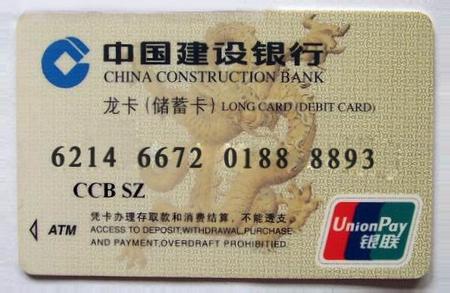 中国建设银行
CHINA CONSTRUCTION BANK
龙卡(储蓄卡) LONG CARD (DEBIT CARD)
6214 6672 0188 8893
CCB SZ
ATM
凭卡办理存取款和消费结算，不能透支
ACCESS TO DEPOSIT,WITHDRAWAL,PURCHASE
AND PAYMENT,OVERDRAFT PROHIBITED
UnionPay
银联